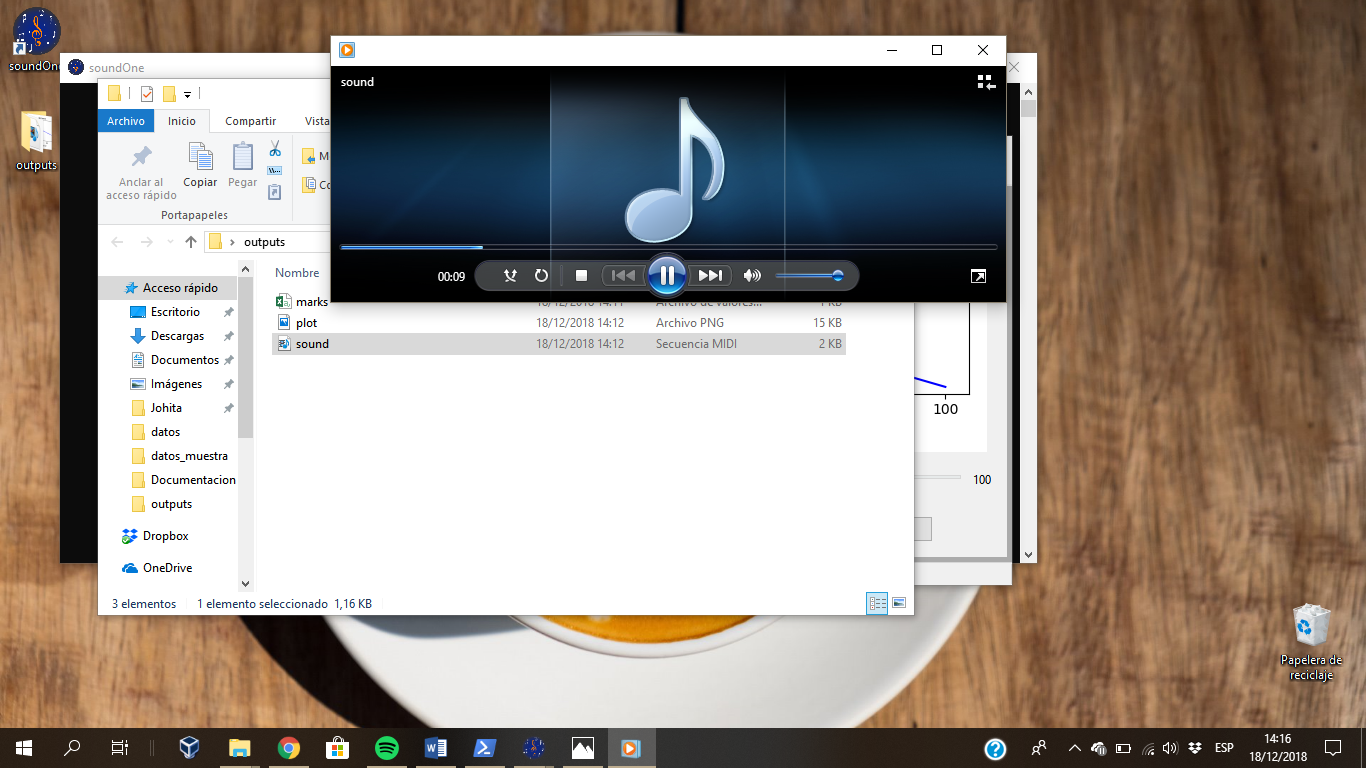 soundOn
outputs
soundOne
Archivo
Inicio
Compartir
Vista
Anclar al
acceso rápido
Copiar
Pegar
Portapapeles
outputs
sound
00:09
Nombre
marks
plot 18/12/2018 14:12 Archivo PNG 15 KB
sound 18/12/2018 14:12 Secuencia MIDI 2 KB
Acceso rápido
Escritorio
Descargas
Documentos
Imágenes
Johita
datos
datos_muestra
Documentacion
outputs
Dropbox
OneDrive
3 elementos 1 elemento seleccionado 1,16 KB
100
100
Papelera de
reciclaje
ESP
14:16
18/12/2018